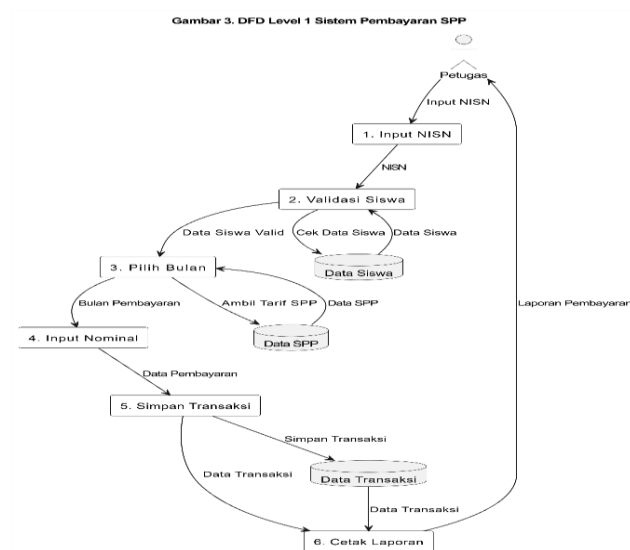 Gambar 3. DFD Level 1 Sistem Pembayaran SPP
Petugas
Input NISN
1. Input NISN
NISN
2. Validasi Siswa
Data Siswa Valid
Cek Data Siswa
Data Siswa
Data Siswa
3. Pilih Bulan
Bulan Pembayaran
Ambil Tarif SPP
Data SPP
Laporan Pembayaran
4. Input Nominal
Data SPP
Data Pembayaran
5. Simpan Transaksi
Simpan Transaksi
Data Transaksi
Data Transaksi
Data Transaksi
6. Cetak Laporan